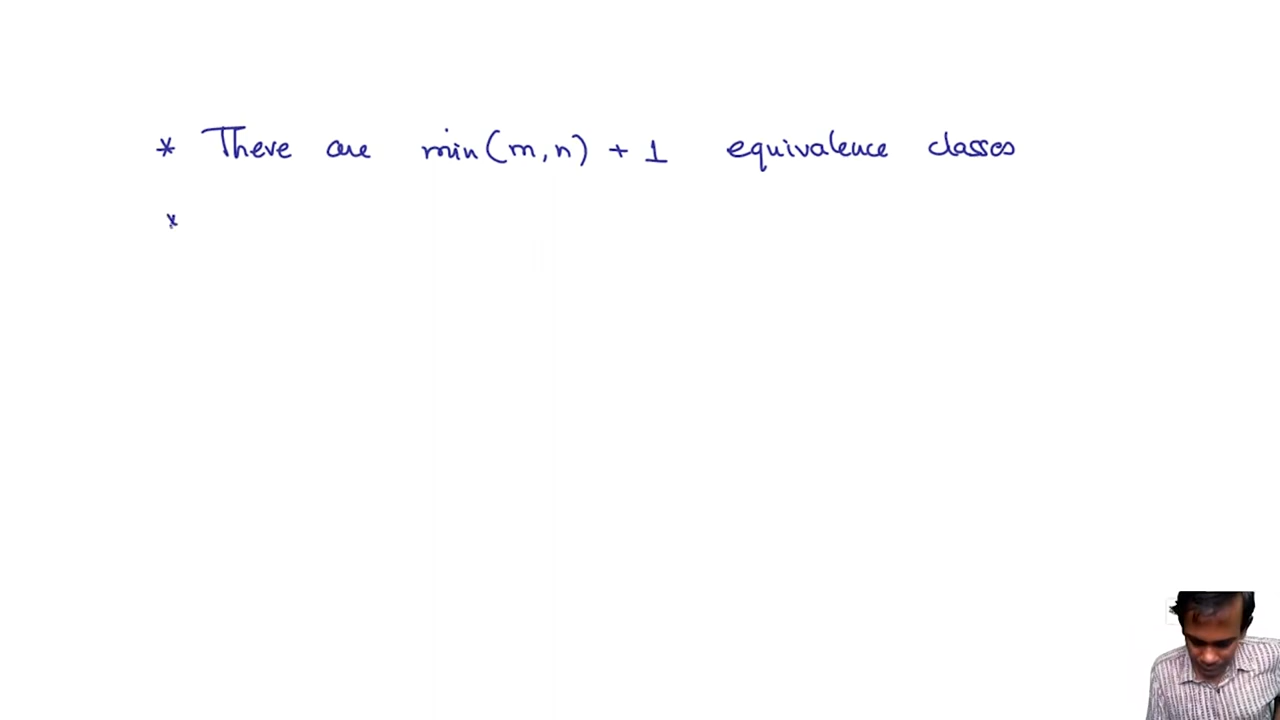 * There are min(m,n) + 1 equivalence classes
*